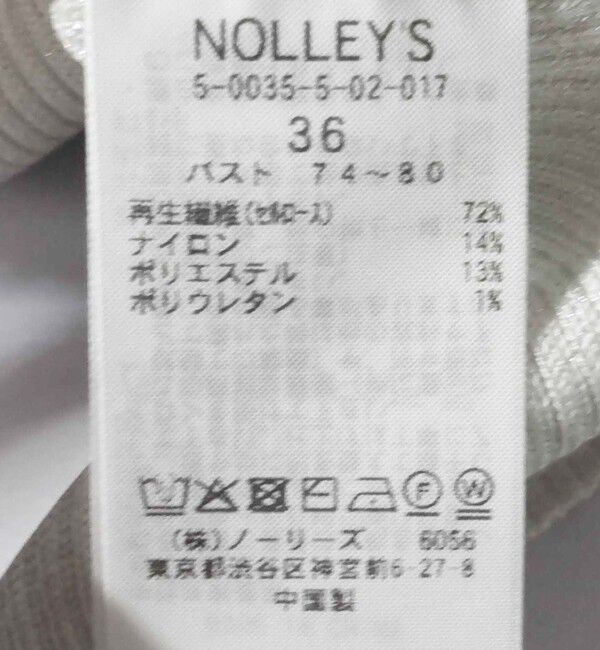 NOLLEY'S
5-0035-5-02-017
36
バスト 74～80
再生繊維(ｾﾙﾛｰｽ) 72%
ナイロン 14%
ポリエステル 13%
ポリウレタン 1%
F W
(株)ノーリーズ 6056
東京都渋谷区神宮前6-27-8
中国製